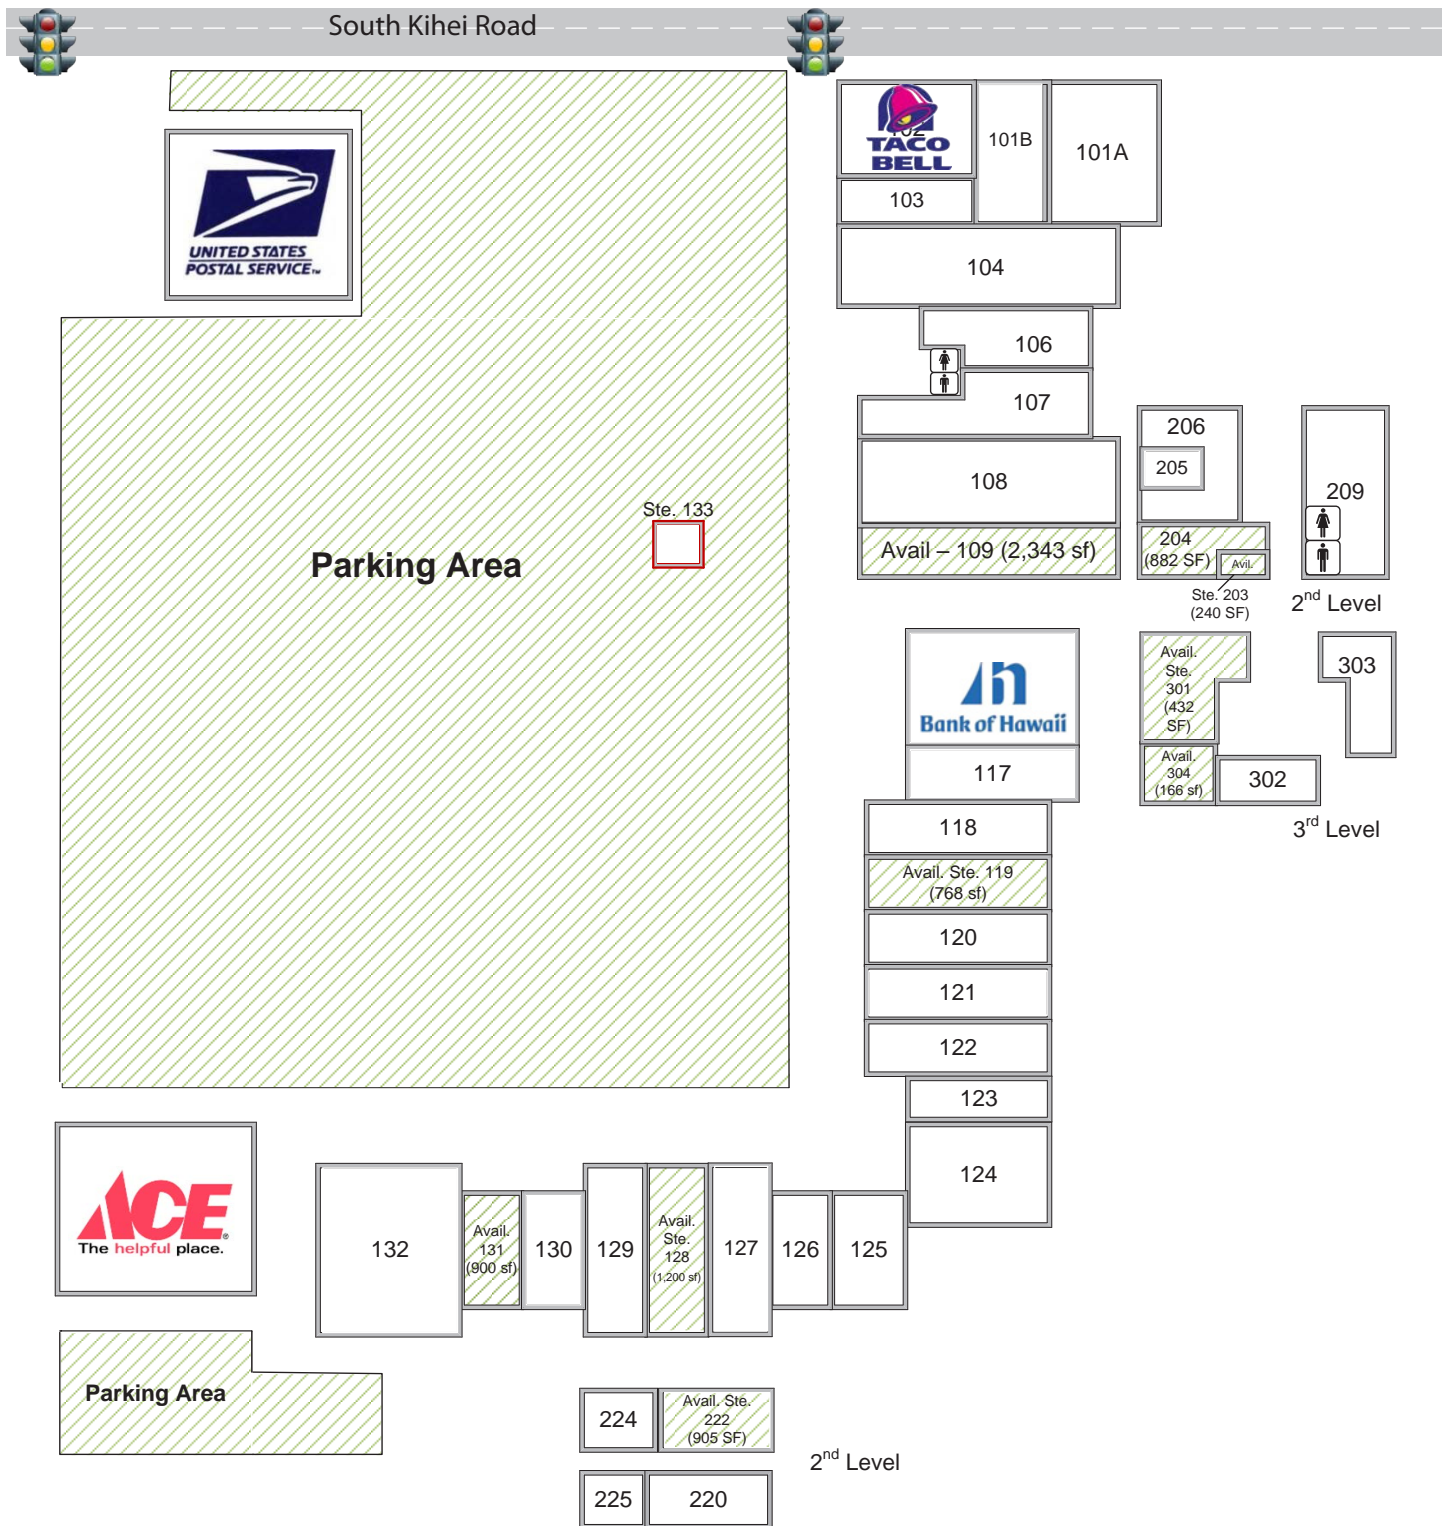 South Kihei Road
UNITED STATES
POSTAL SERVICE™
102
TACO
BELL
101B
101A
103
104
106
107
108
Avail – 109 (2,343 sf)
Ste. 133
Parking Area
206
205
204
(882 SF)
Avil.
Ste. 203
(240 SF)
209
2nd Level
Bank of Hawaii
117
Avail.
Ste.
301
(432
SF)
303
Avail.
304
(166 sf)
302
3rd Level
118
Avail. Ste. 119
(768 sf)
120
121
122
123
124
ACE®
The helpful place.
132
Avail.
131
(900 sf)
130
129
Avail.
Ste.
128
(1,200 sf)
127
126
125
Parking Area
224
Avail. Ste.
222
(905 SF)
2nd Level
225
220